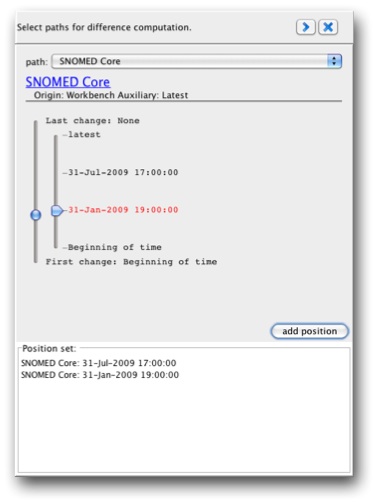 Select paths for difference computation.
path: SNOMED Core
SNOMED Core
Origin: Workbench Auxiliary: Latest
Last change: None
latest
31-Jul-2009 17:00:00
31-Jan-2009 19:00:00
Beginning of time
First change: Beginning of time
add position
Position set:
SNOMED Core: 31-Jul-2009 17:00:00
SNOMED Core: 31-Jan-2009 19:00:00